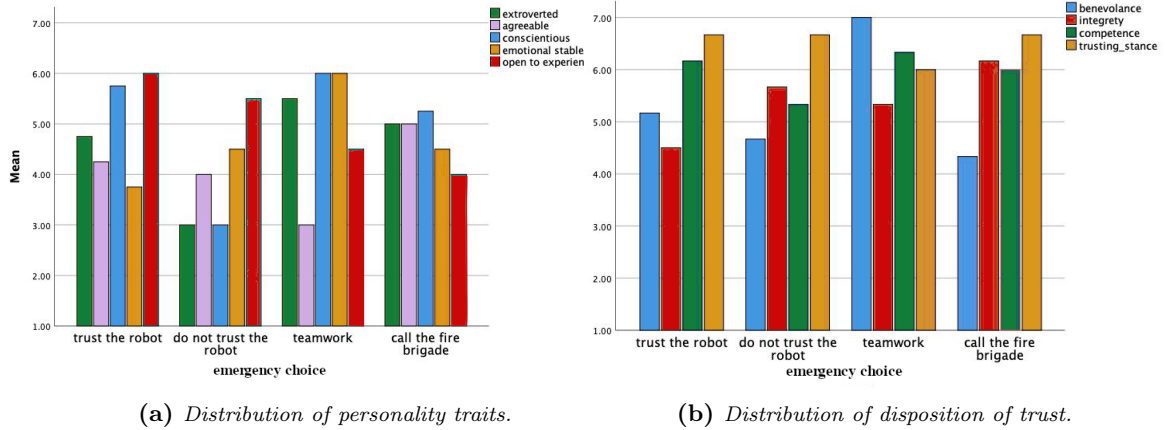 extroverted
agreeable
conscientious
emotional stable
open to experien
7.00
6.00
5.00
4.00
3.00
2.00
1.00
Mean
trust the robot
do not trust the
robot
teamwork
call the fire
brigade
emergency choice
(a) Distribution of personality traits.
benevolance
integrety
competence
trusting_stance
7.00
6.00
5.00
4.00
3.00
2.00
1.00
trust the robot
do not trust the
robot
teamwork
call the fire
brigade
emergency choice
(b) Distribution of disposition of trust.